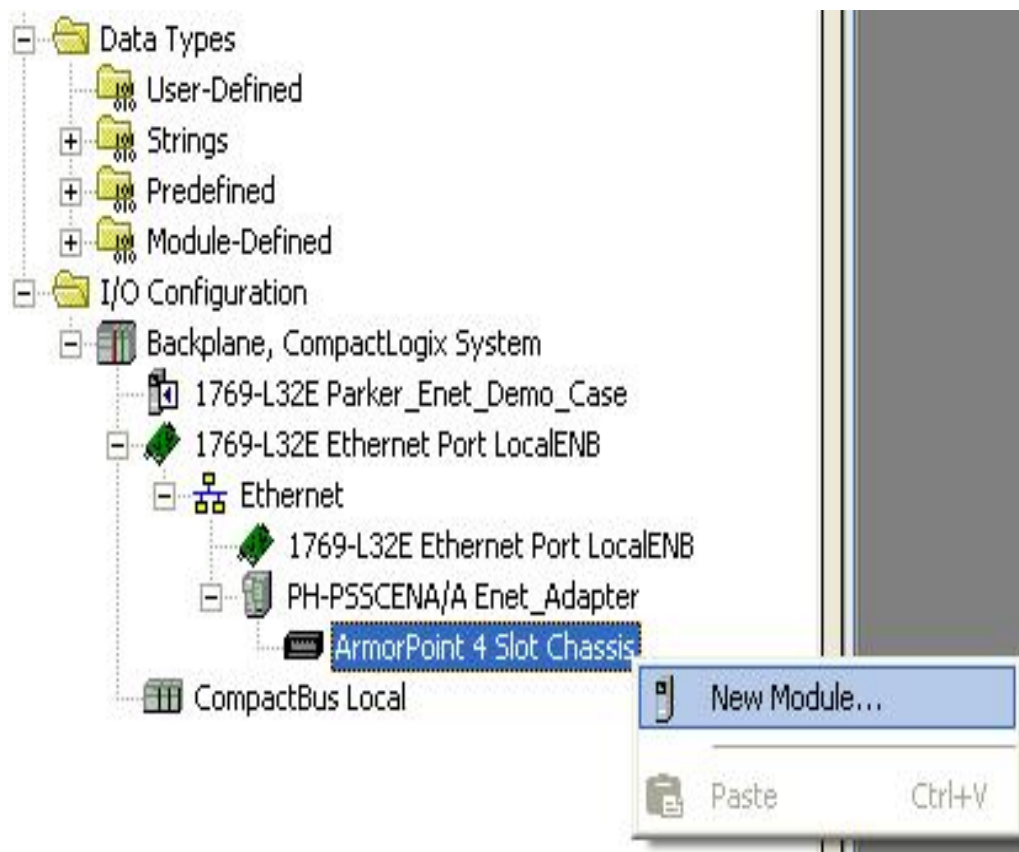 Data Types
User-Defined
Strings
Predefined
Module-Defined
I/O Configuration
Backplane, CompactLogix System
1769-L32E Parker_Enet_Demo_Case
1769-L32E Ethernet Port LocalENB
Ethernet
1769-L32E Ethernet Port LocalENB
PH-PSSCENA/A Enet_Adapter
ArmorPoint 4 Slot Chassis
CompactBus Local
New Module...
Paste Ctrl+V